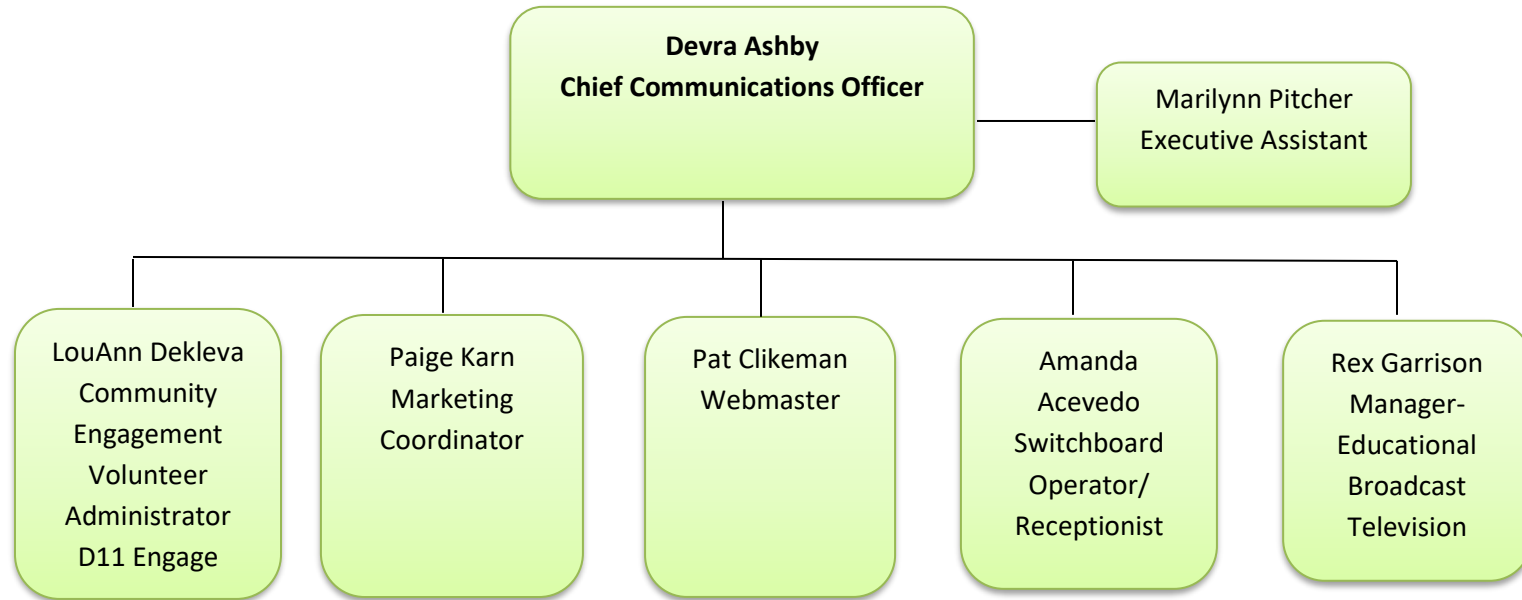 Devra Ashby
Chief Communications Officer
Marilynn Pitcher
Executive Assistant
LouAnn Dekleva
Community
Engagement
Volunteer
Administrator
D11 Engage
Paige Karn
Marketing
Coordinator
Pat Clikeman
Webmaster
Amanda
Acevedo
Switchboard
Operator/
Receptionist
Rex Garrison
Manager-
Educational
Broadcast
Television